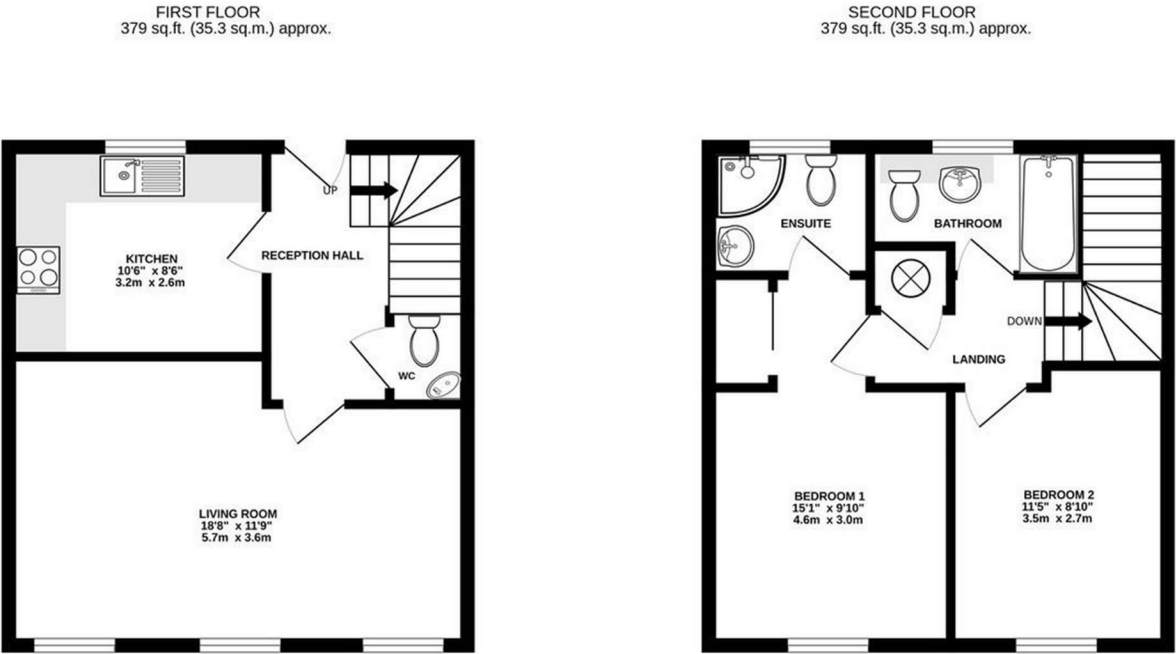 FIRST FLOOR
379 sq.ft. (35.3 sq.m.) approx.
UP
RECEPTION HALL
KITCHEN
10'6" x 8'6"
3.2m x 2.6m
WC
LIVING ROOM
18'8" x 11'9"
5.7m x 3.6m
SECOND FLOOR
379 sq.ft. (35.3 sq.m.) approx.
ENSUITE
BATHROOM
DOWN
LANDING
BEDROOM 1
15'1" x 9'10"
4.6m x 3.0m
BEDROOM 2
11'5" x 8'10"
3.5m x 2.7m